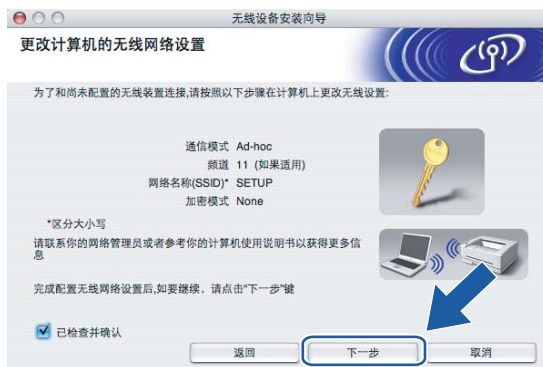 无线设备安装向导
更改计算机的无线网络设置
为了和尚未配置的无线装置连接,请按照以下步骤在计算机上更改无线设置:
通信模式 Ad-hoc
频道 11 (如果适用)
网络名称(SSID)* SETUP
加密模式 None
*区分大小写
请联系你的网络管理员或者参考你的计算机使用说明书以获得更多信
息
完成配置无线网络设置后,如要继续，请点击"下一步"键
已检查并确认
返回 下一步 取消